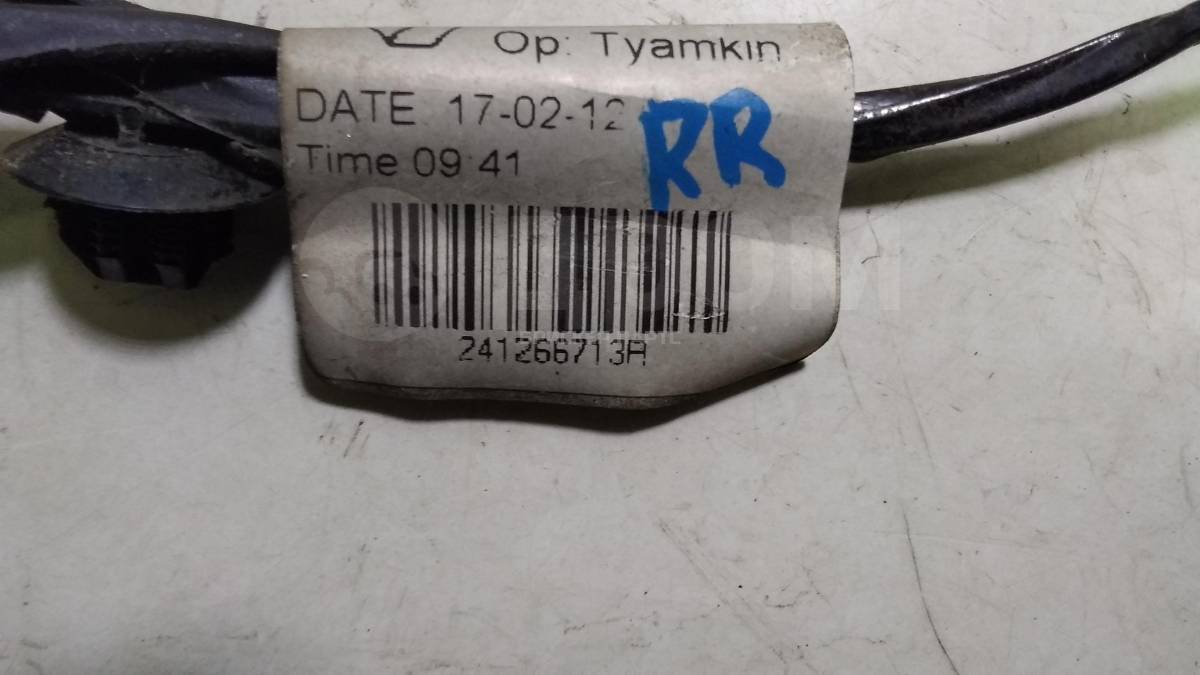 Op: Tyamkin
DATE 17-02-12
RR
Time 09:41
241266713R